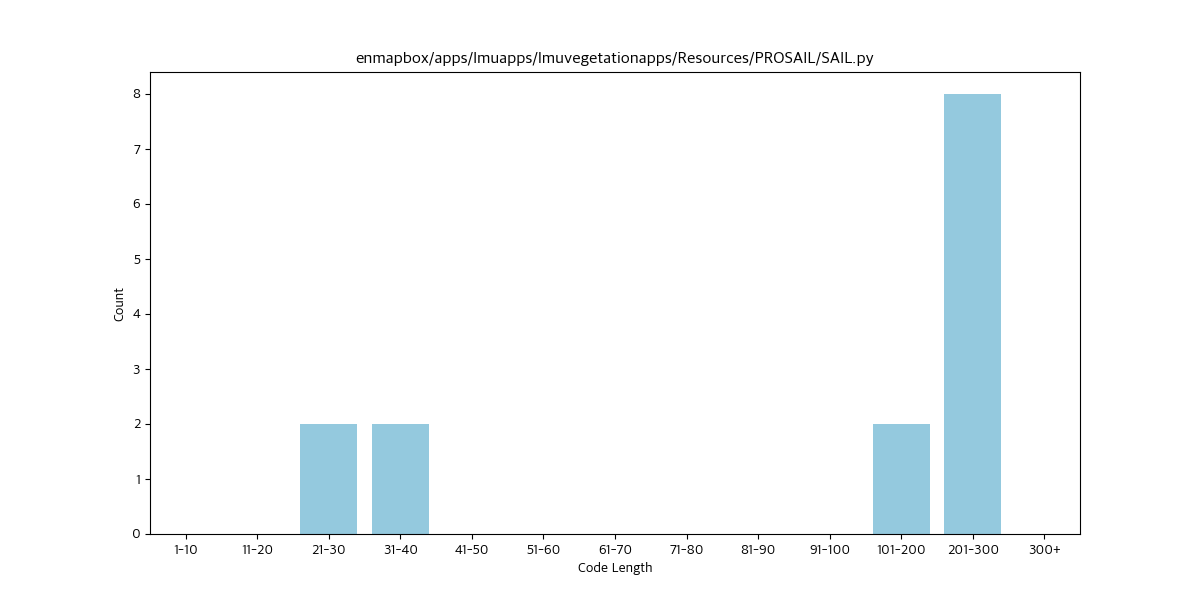 enmapbox/apps/lmuapps/lmuvegetationapps/Resources/PROSAIL/SAIL.py
8
7
6
5
4
3
2
1
0
Count
1-10 11-20 21-30 31-40 41-50 51-60 61-70 71-80 81-90 91-100 101-200 201-300 300+
Code Length